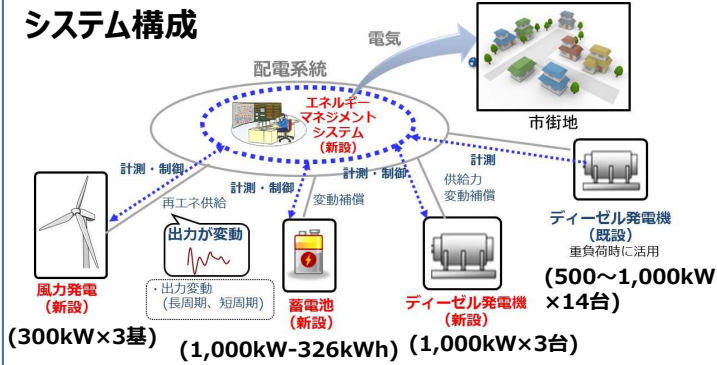 システム構成
電気
配電系統
エネルギー
マネジメント
システム
(新設)
市街地
計測・制御
計測・制御
計測・制御
計測
再エネ供給
変動補償
供給力
変動補償
出力が変動
・出力変動
(長周期、短周期)
風力発電
(新設)
(300kW×3基)
蓄電池
(新設)
(1,000kW-326kWh)
ディーゼル発電機
(新設)
(1,000kW×3台)
ディーゼル発電機
(既設)
重負荷時に活用
(500～1,000kW
×14台)